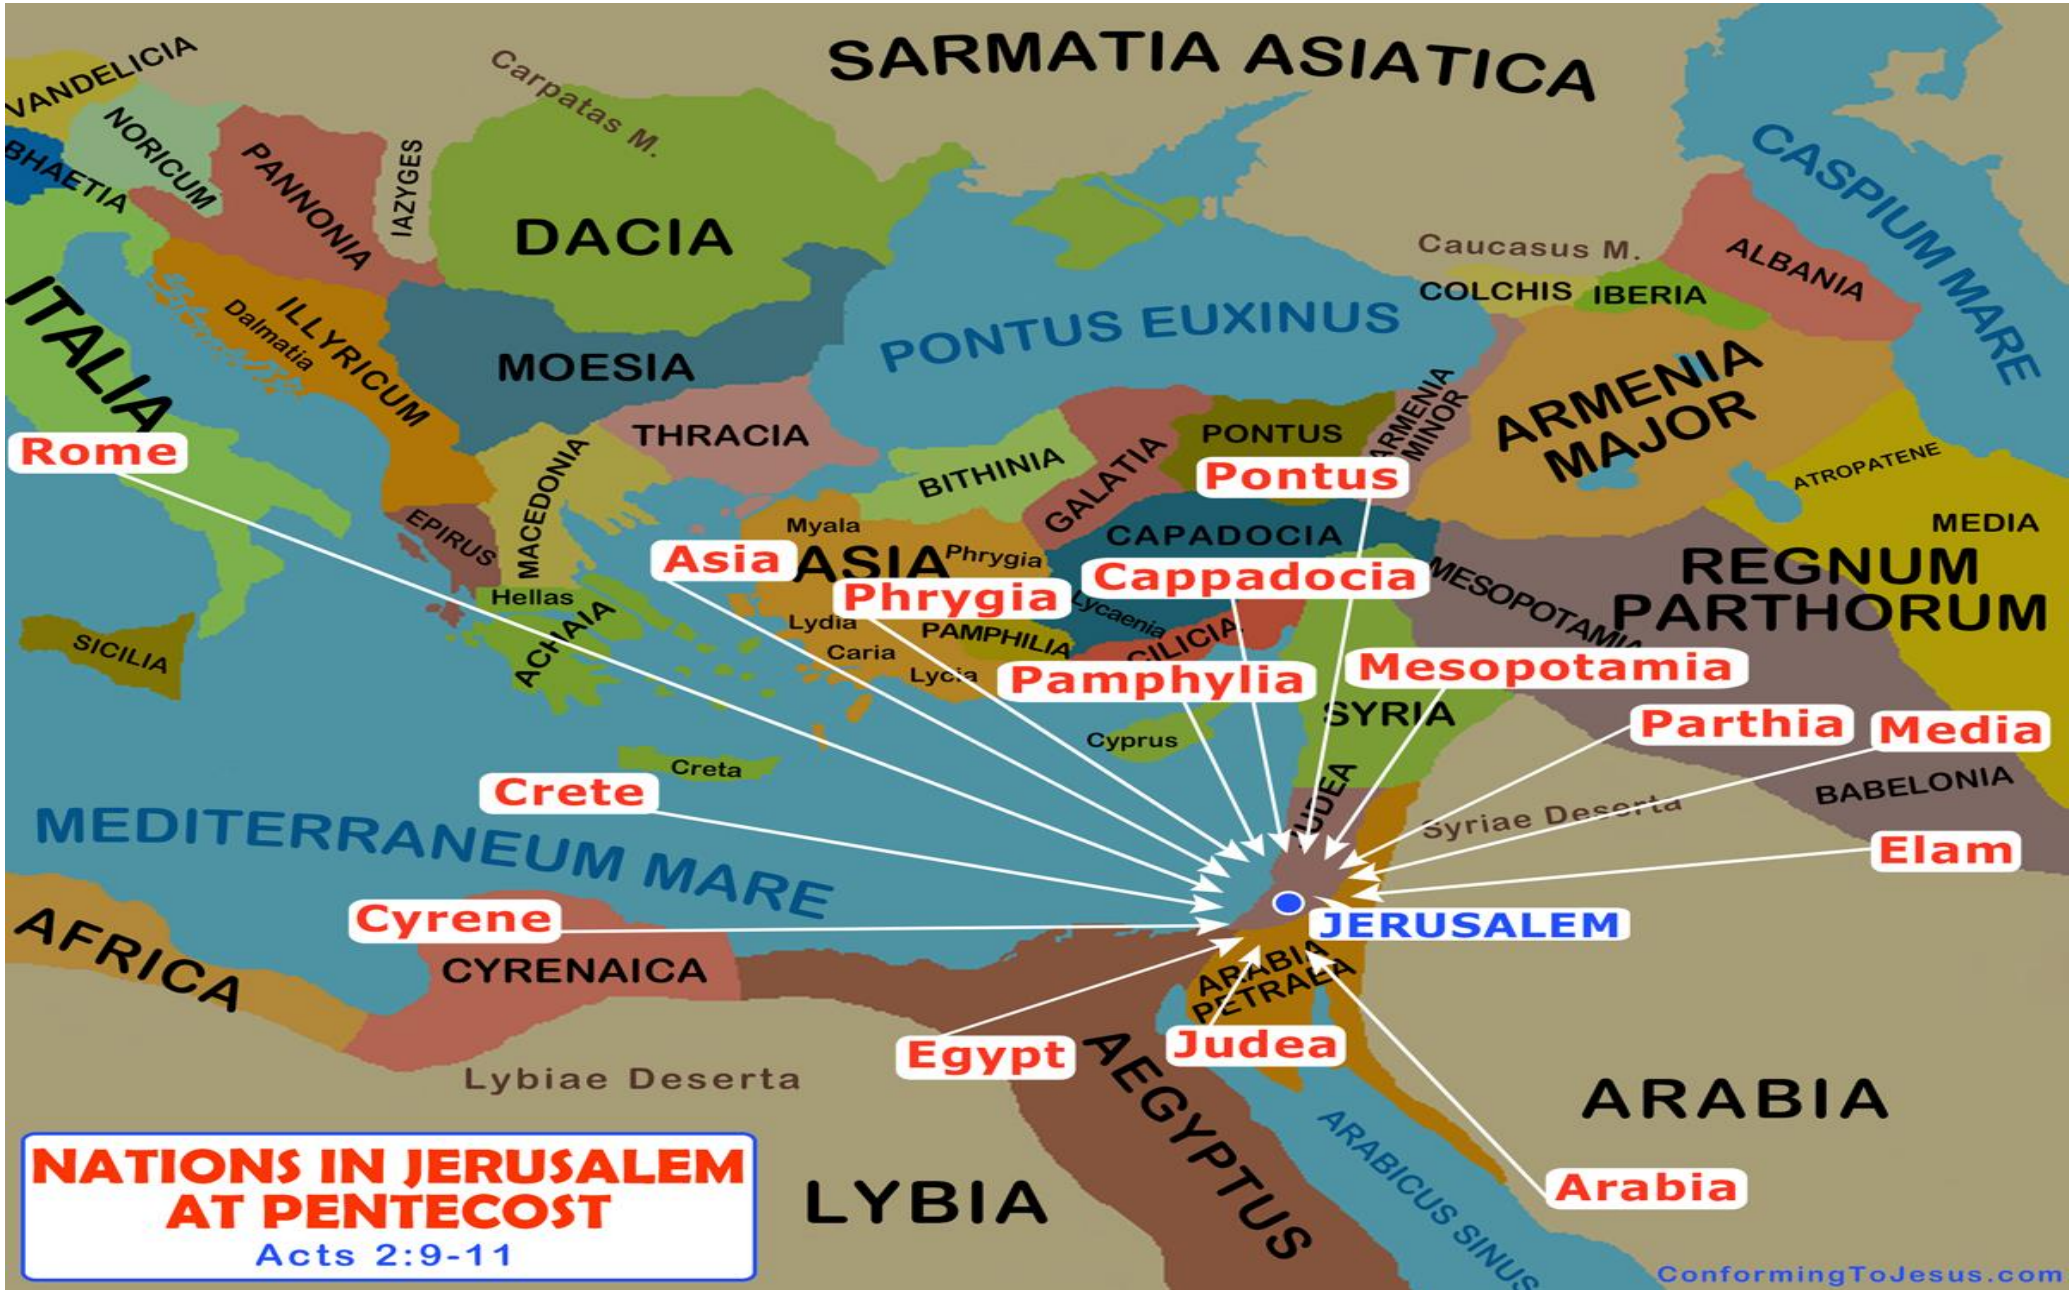 SARMATIA ASIATICA
VANDELICIA
Carpatas M.
NORICUM
BHAETIA
PANNONIA
IAZYGES
DACIA
CASPIUM MARE
Caucasus M.
ALBANIA
COLCHIS
IBERIA
ITALIA
ILLYRICUM
Dalmatia
PONTUS EUXINUS
MOESIA
ARMENIA
MAJOR
ARMENIA
MINOR
THRACIA
PONTUS
Rome
BITHINIA
GALATIA
Pontus
MACEDONIA
ATROPATENE
EPIRUS
Myala
CAPADOCIA
MEDIA
Asia
ASIA
Phrygia
Cappadocia
MESOPOTAMIA
REGNUM
PARTHORUM
Hellas
Phrygia
Lycaenia
ACHAIA
Lydia
PAMPHILIA
CILICIA
SICILIA
Caria
Lycia
Pamphylia
Mesopotamia
SYRIA
Parthia
Media
Cyprus
Creta
Crete
JUDEA
BABELONIA
MEDITERRANEUM MARE
Syriae Deserta
Elam
Cyrene
JERUSALEM
AFRICA
CYRENAICA
ARABIA
PETRAEA
Egypt
Judea
AEGYPTUS
Lybiae Deserta
ARABIA
ARABICUS SINUS
Arabia
LYBIA
NATIONS IN JERUSALEM
AT PENTECOST
Acts 2:9-11
ConformingToJesus.com